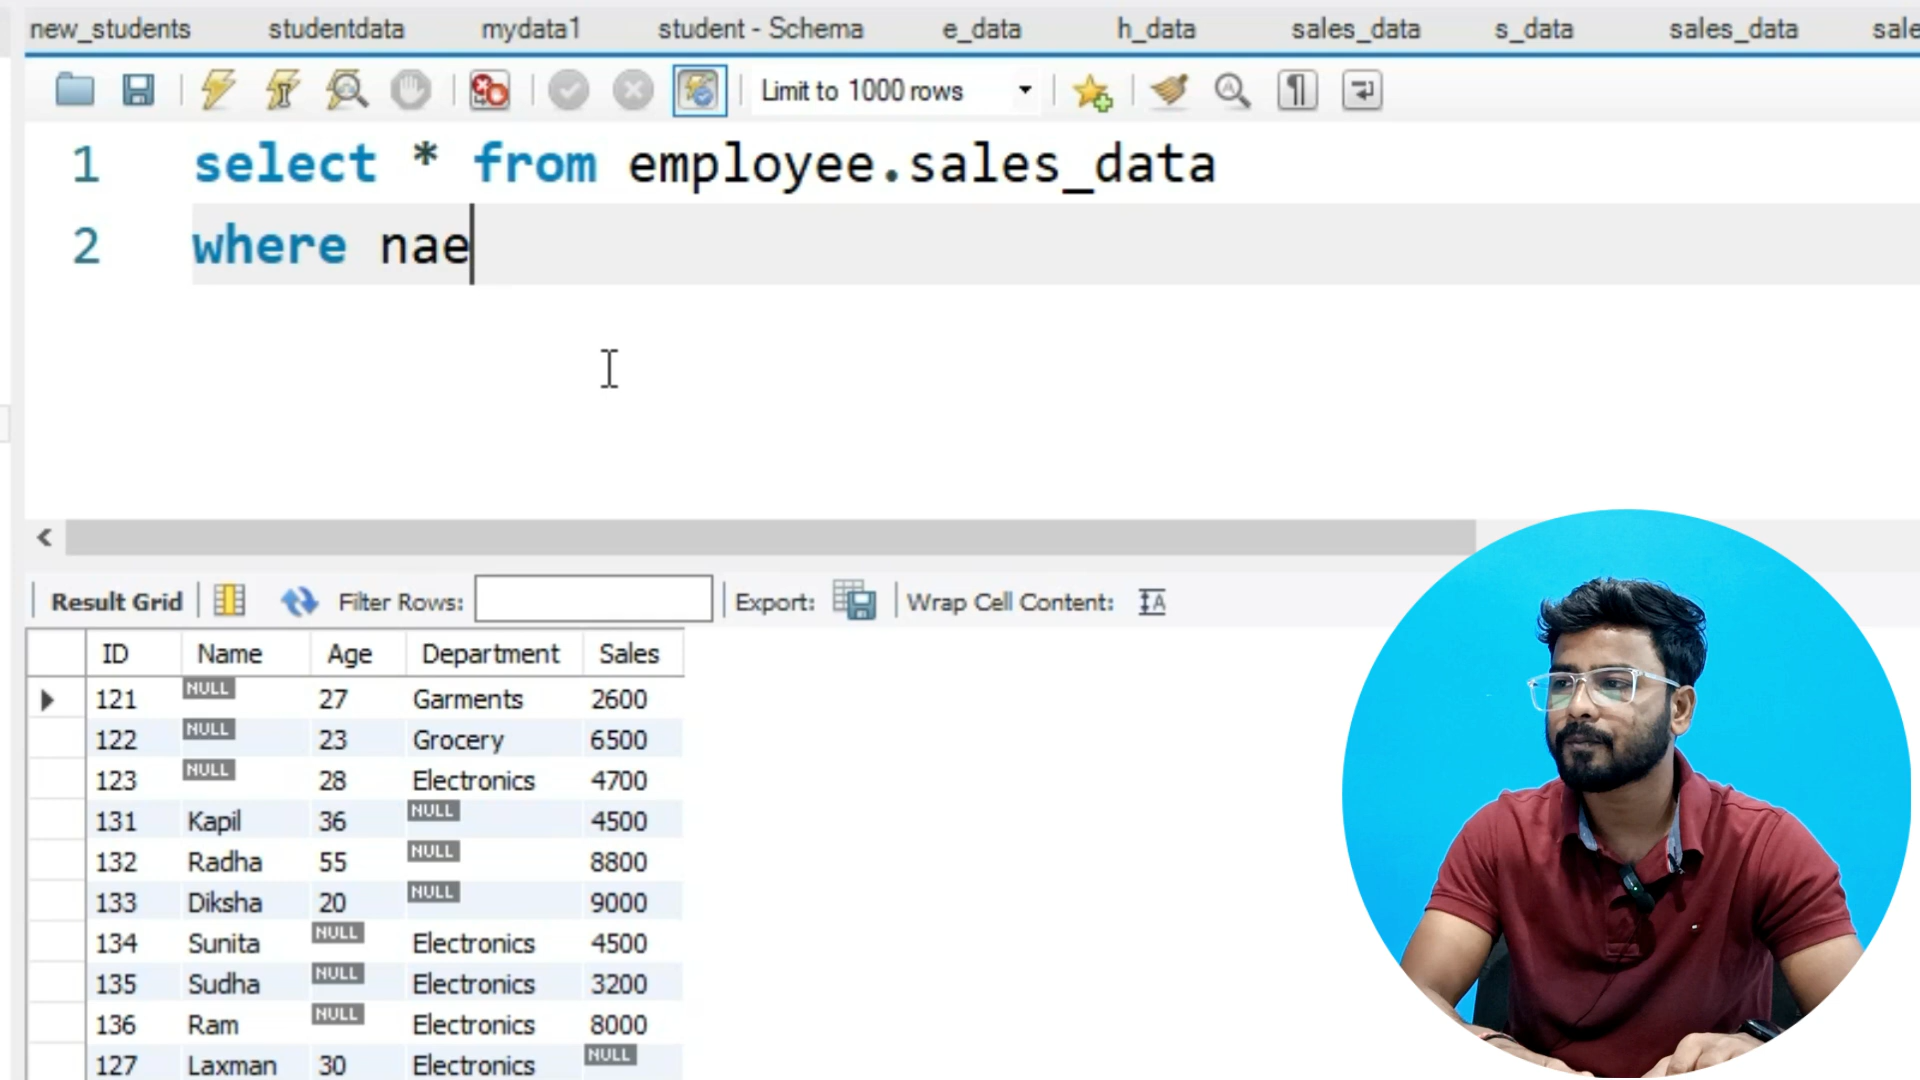 new_students studentdata mydata1 student - Schema e_data h_data sales_data s_data sales_data sale
Limit to 1000 rows
1 select * from employee.sales_data
2 where nae
Result Grid Filter Rows: Export: Wrap Cell Content:
ID Name Age Department Sales
121 NULL 27 Garments 2600
122 NULL 23 Grocery 6500
123 NULL 28 Electronics 4700
131 Kapil 36 NULL 4500
132 Radha 55 NULL 8800
133 Diksha 20 NULL 9000
134 Sunita NULL Electronics 4500
135 Sudha NULL Electronics 3200
136 Ram NULL Electronics 8000
127 Laxman 30 Electronics NULL